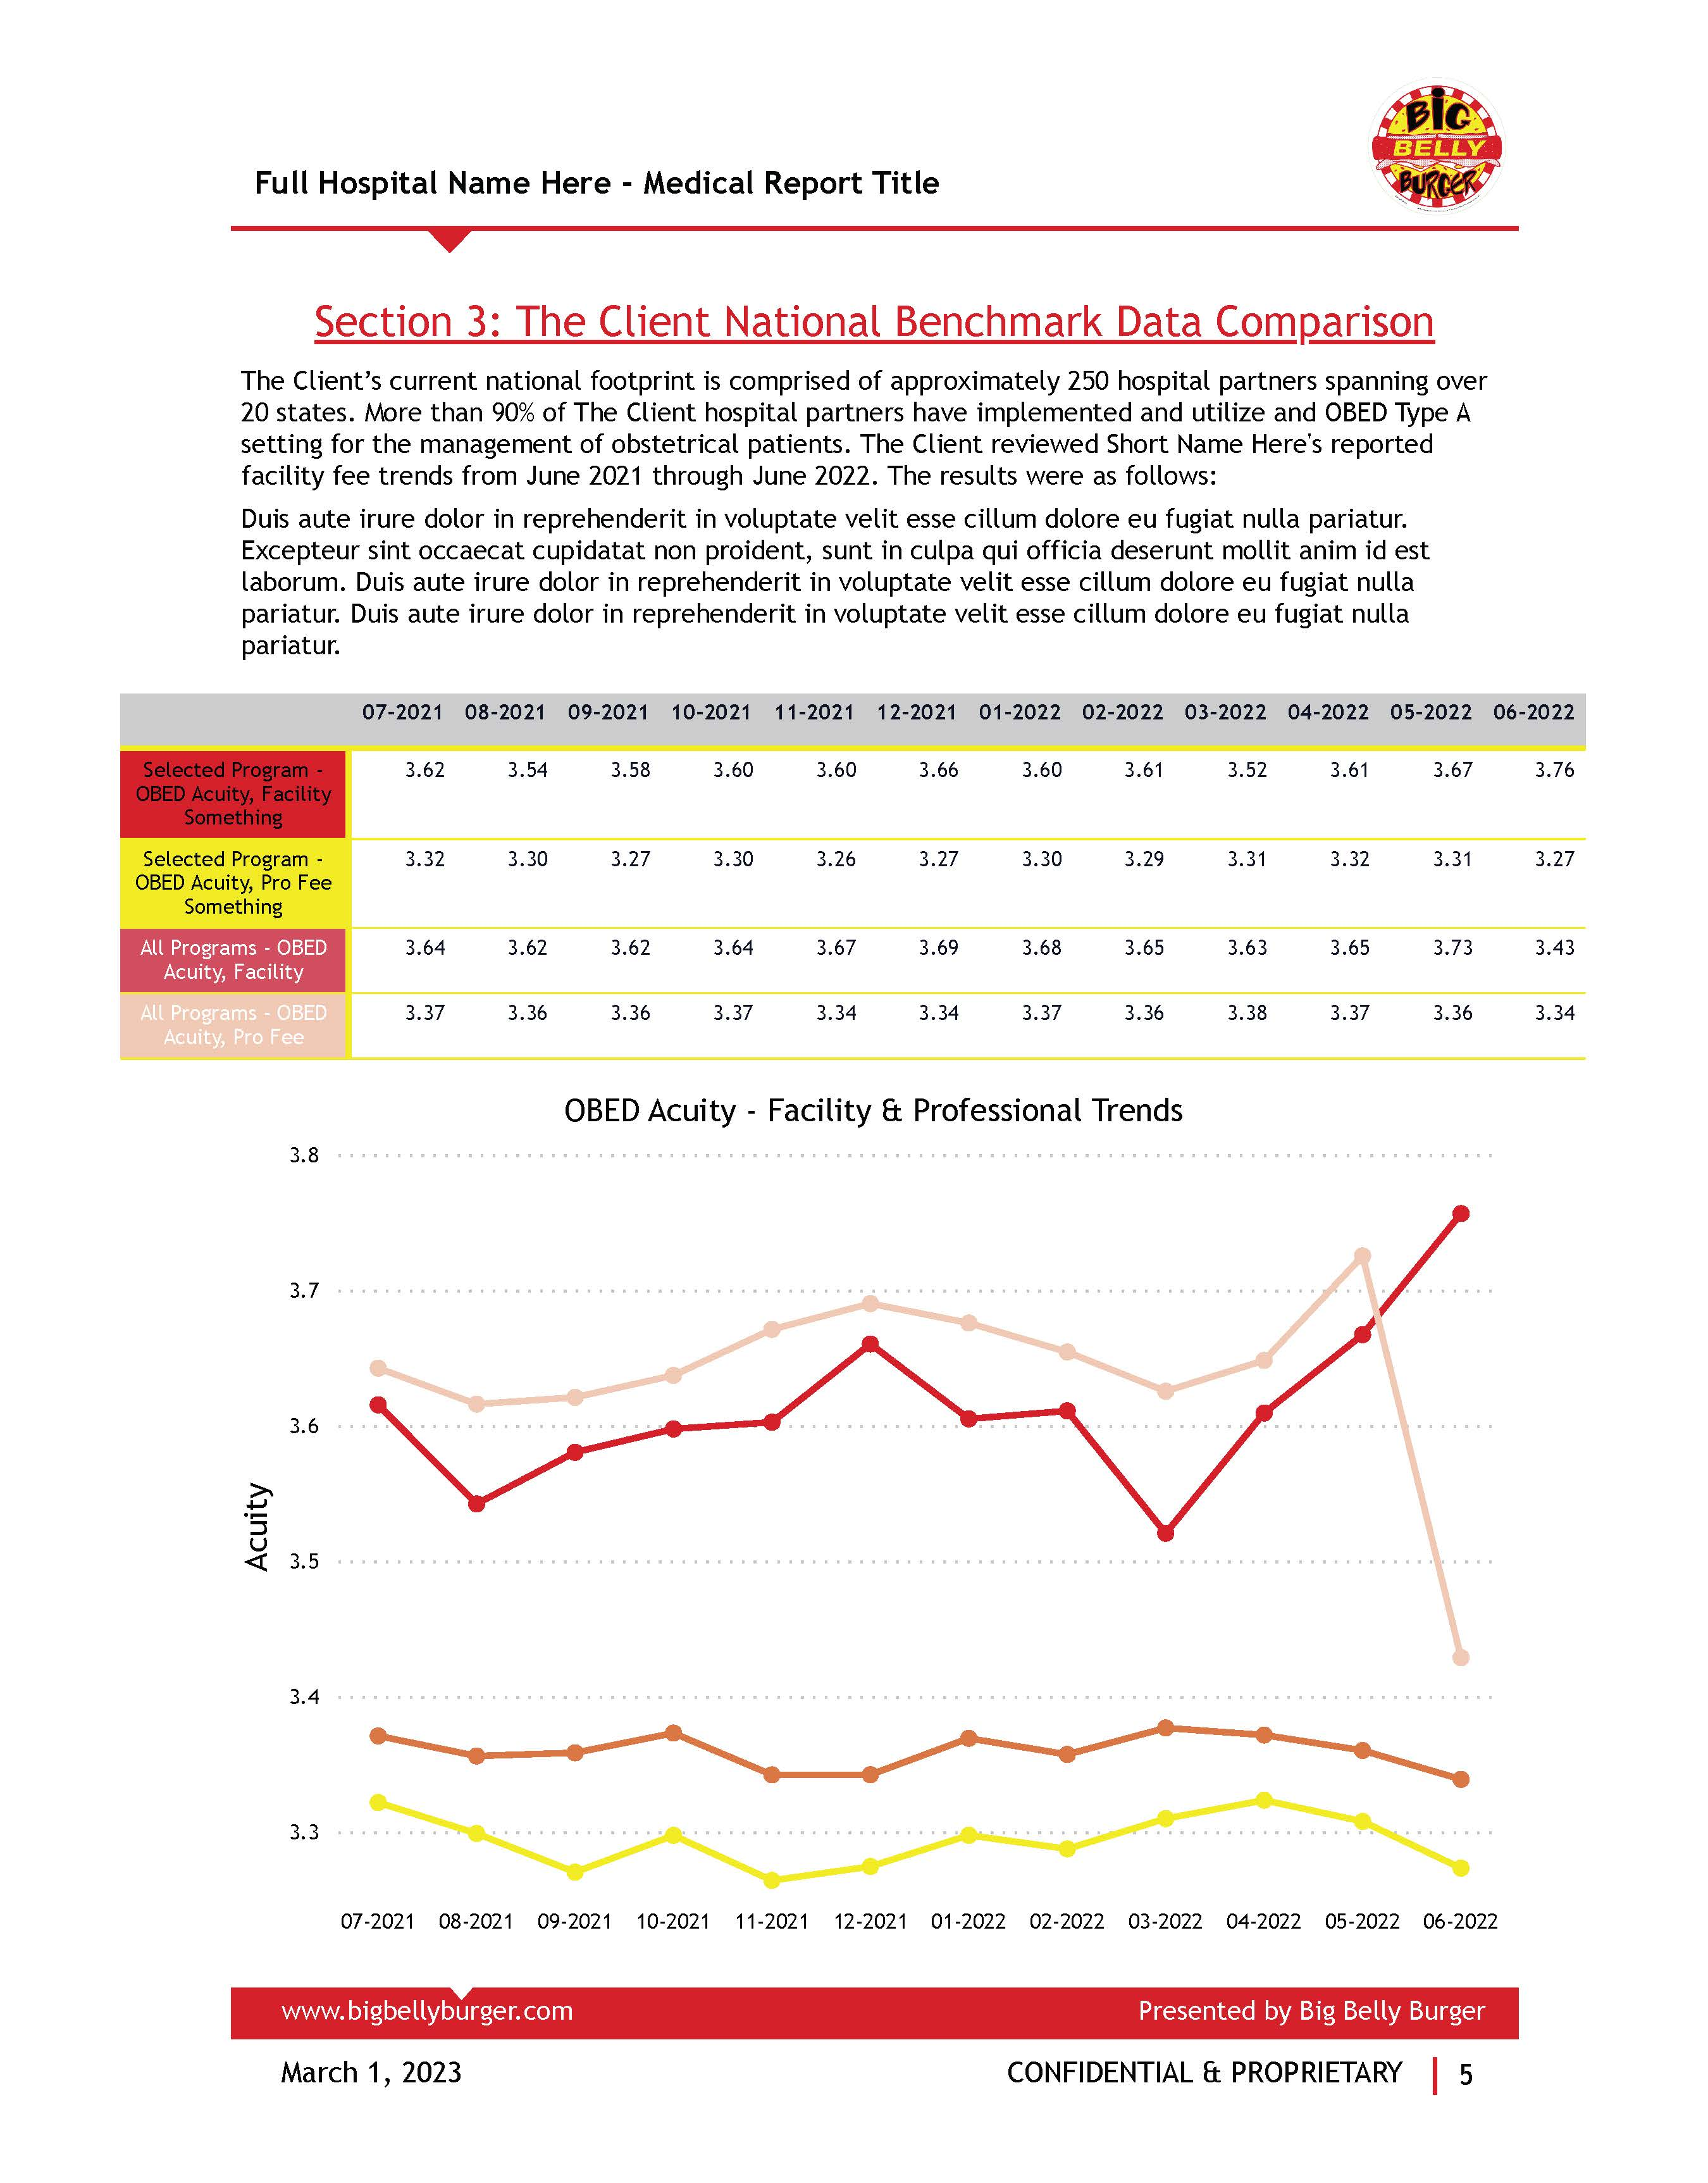 BiG
BELLY
BURGER
Full Hospital Name Here - Medical Report Title
Section 3: The Client National Benchmark Data Comparison
The Client’s current national footprint is comprised of approximately 250 hospital partners spanning over
20 states. More than 90% of The Client hospital partners have implemented and utilize and OBED Type A
setting for the management of obstetrical patients. The Client reviewed Short Name Here's reported
facility fee trends from June 2021 through June 2022. The results were as follows:
Duis aute irure dolor in reprehenderit in voluptate velit esse cillum dolore eu fugiat nulla pariatur.
Excepteur sint occaecat cupidatat non proident, sunt in culpa qui officia deserunt mollit anim id est
laborum. Duis aute irure dolor in reprehenderit in voluptate velit esse cillum dolore eu fugiat nulla
pariatur. Duis aute irure dolor in reprehenderit in voluptate velit esse cillum dolore eu fugiat nulla
pariatur.
07-2021 08-2021 09-2021 10-2021 11-2021 12-2021 01-2022 02-2022 03-2022 04-2022 05-2022 06-2022
Selected Program - 3.62 3.54 3.58 3.60 3.60 3.66 3.60 3.61 3.52 3.61 3.67 3.76
OBED Acuity, Facility
Something
Selected Program - 3.32 3.30 3.27 3.30 3.26 3.27 3.30 3.29 3.31 3.32 3.31 3.27
OBED Acuity, Pro Fee
Something
All Programs - OBED 3.64 3.62 3.62 3.64 3.67 3.69 3.68 3.65 3.63 3.65 3.73 3.43
Acuity, Facility
All Programs - OBED 3.37 3.36 3.36 3.37 3.34 3.34 3.37 3.36 3.38 3.37 3.36 3.34
Acuity, Pro Fee
OBED Acuity - Facility & Professional Trends
3.8
3.7
3.6
Acuity
3.5
3.4
3.3
07-2021 08-2021 09-2021 10-2021 11-2021 12-2021 01-2022 02-2022 03-2022 04-2022 05-2022 06-2022
www.bigbellyburger.com Presented by Big Belly Burger
March 1, 2023 CONFIDENTIAL & PROPRIETARY 5